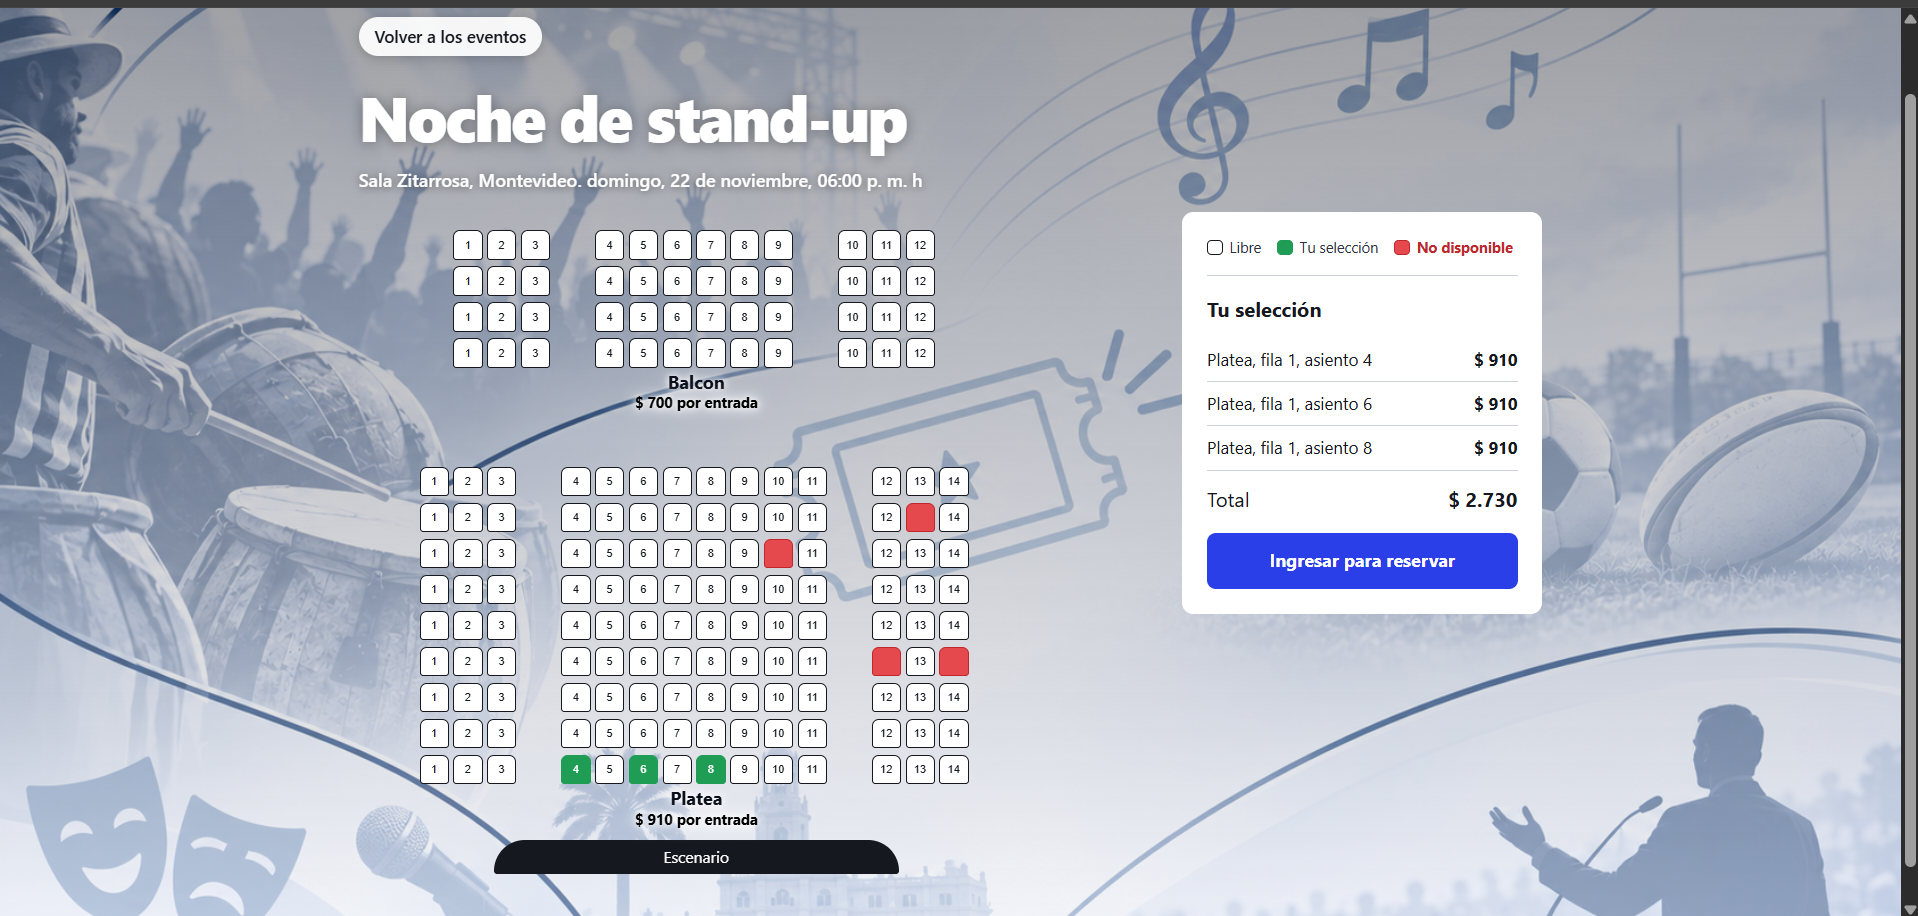 Volver a los eventos
Noche de stand-up
Sala Zitarrosa, Montevideo. domingo, 22 de noviembre, 06:00 p. m. h
1 2 3 4 5 6 7 8 9 10 11 12
1 2 3 4 5 6 7 8 9 10 11 12
1 2 3 4 5 6 7 8 9 10 11 12
1 2 3 4 5 6 7 8 9 10 11 12
Balcon
$ 700 por entrada
1 2 3 4 5 6 7 8 9 10 11 12 13 14
1 2 3 4 5 6 7 8 9 10 11 12 14
1 2 3 4 5 6 7 8 9 11 12 13 14
1 2 3 4 5 6 7 8 9 10 11 12 13 14
1 2 3 4 5 6 7 8 9 10 11 12 13 14
1 2 3 4 5 6 7 8 9 10 11 13
1 2 3 4 5 6 7 8 9 10 11 12 13 14
1 2 3 4 5 6 7 8 9 10 11 12 13 14
1 2 3 4 5 6 7 8 9 10 11 12 13 14
Platea
$ 910 por entrada
Escenario
Libre Tu selección No disponible
Tu selección
Platea, fila 1, asiento 4 $ 910
Platea, fila 1, asiento 6 $ 910
Platea, fila 1, asiento 8 $ 910
Total $ 2.730
Ingresar para reservar